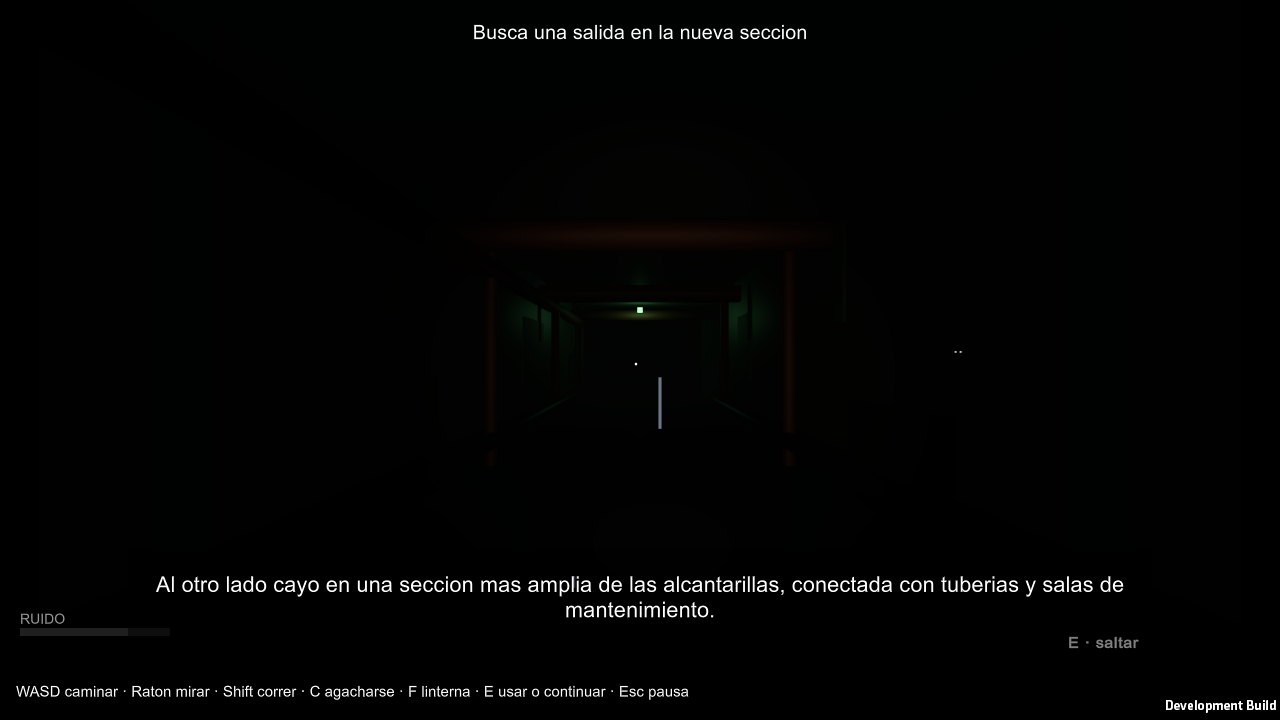 Busca una salida en la nueva seccion
Al otro lado cayo en una seccion mas amplia de las alcantarillas, conectada con tuberias y salas de
mantenimiento.
RUIDO
E · saltar
WASD caminar · Raton mirar · Shift correr · C agacharse · F linterna · E usar o continuar · Esc pausa
Development Build